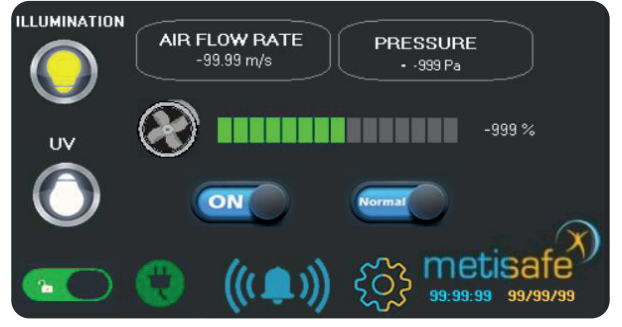 ILLUMINATION
AIR FLOW RATE
-99.99 m/s
PRESSURE
- -999 Pa
UV
-999 %
ON
Normal
metisafe
99:99:99 99/99/99